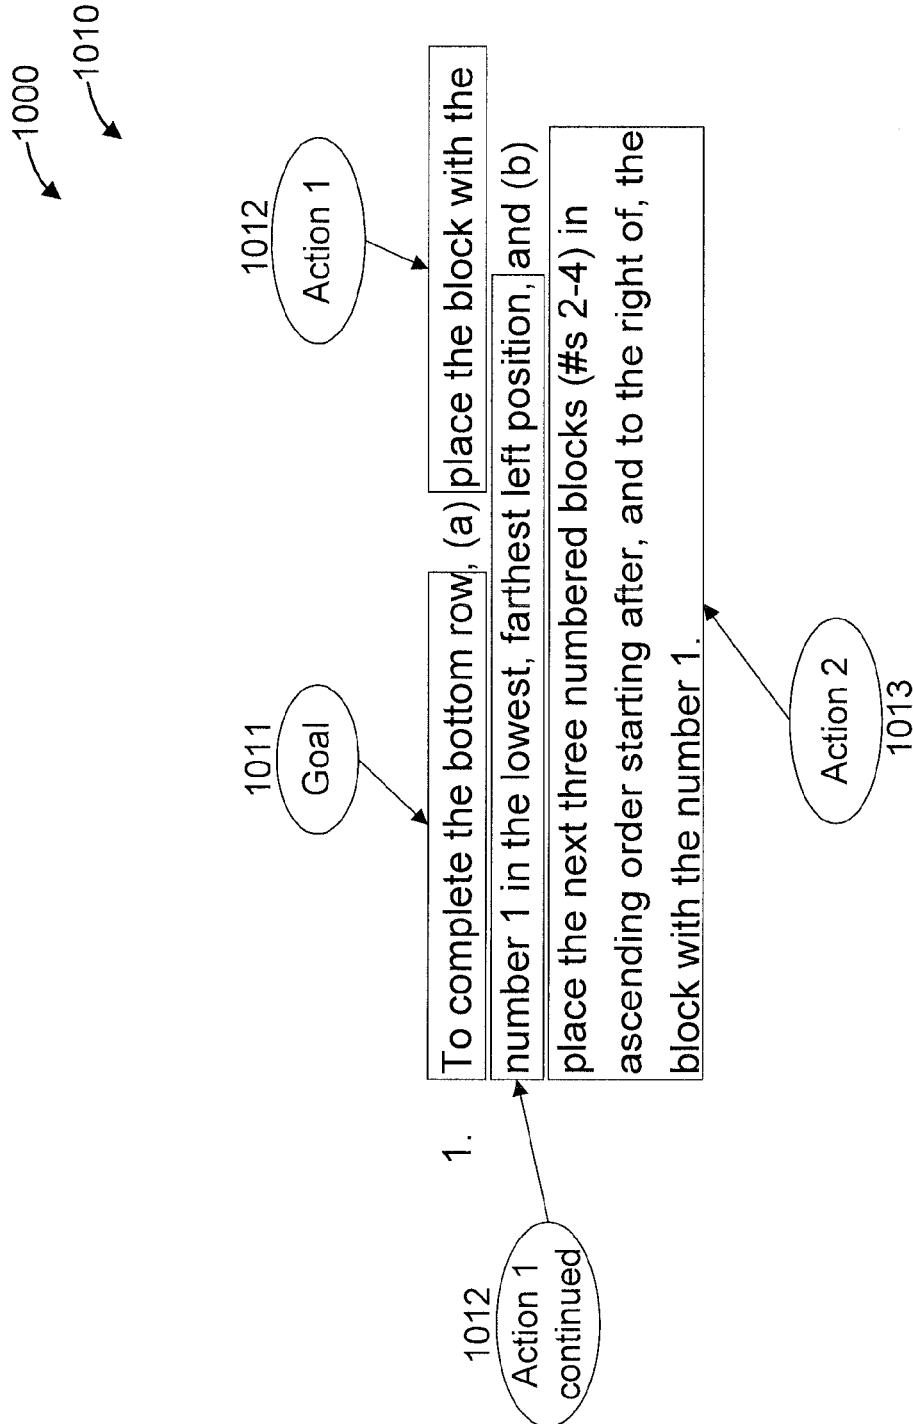 1000
1010
1012
Action 1
1011
Goal
1. To complete the bottom row, (a) place the block with the
number 1 in the lowest, farthest left position, and (b)
place the next three numbered blocks (#s 2-4) in
ascending order starting after, and to the right of, the
block with the number 1.
1012
Action 1
continued
Action 2
1013